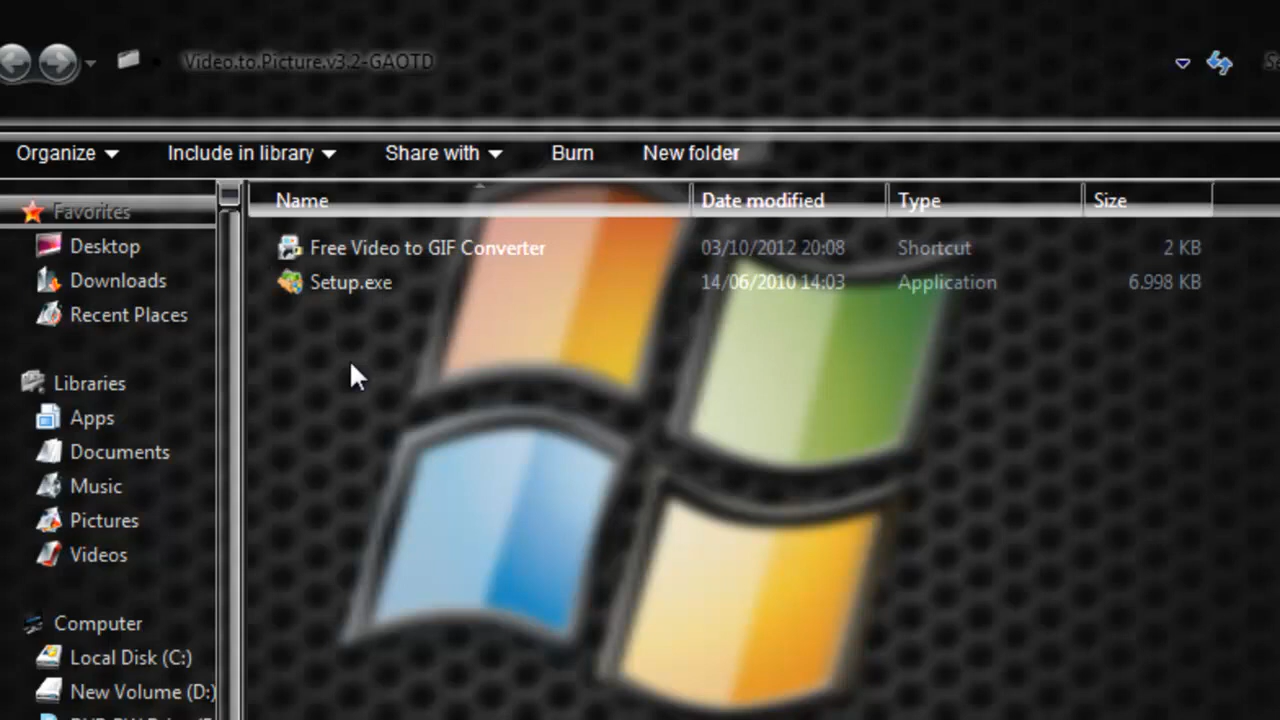 Video.to.Picture.v3.2-GAOTD
Organize Include in library Share with Burn New folder
Name Date modified Type Size
Favorites
Desktop
Downloads
Recent Places
Libraries
Apps
Documents
Music
Pictures
Videos
Computer
Local Disk (C:)
New Volume (D:)
Free Video to GIF Converter 03/10/2012 20:08 Shortcut 2 KB
Setup.exe 14/06/2010 14:03 Application 6.998 KB